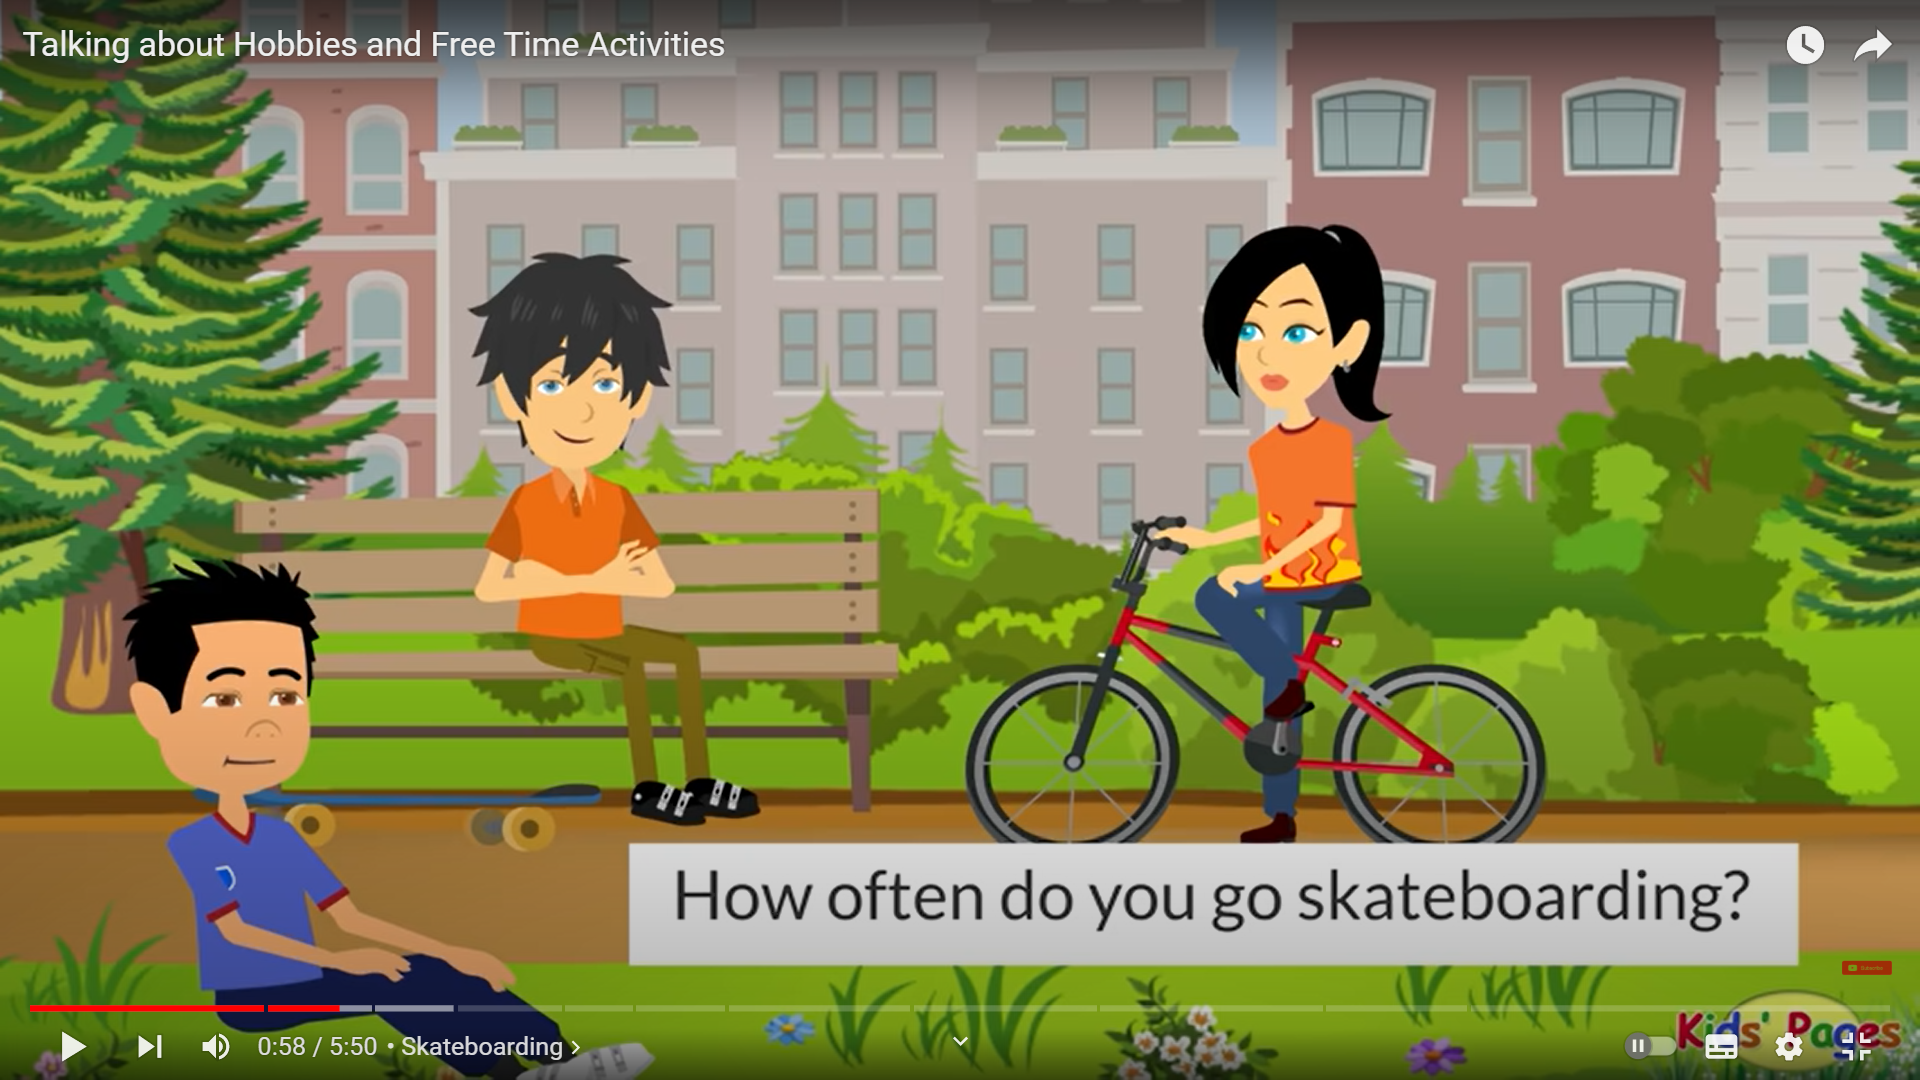 Talking about Hobbies and Free Time Activities
How often do you go skateboarding?
Subscribe
Kids' Pages
0:58 / 5:50 • Skateboarding >